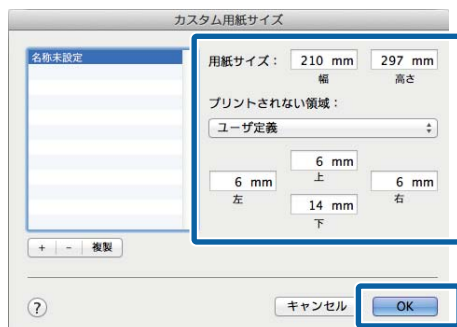 カスタム用紙サイズ
名称未設定
用紙サイズ： 210 mm 297 mm
幅 高さ
プリントされない領域：
ユーザ定義
6 mm
上
6 mm 6 mm
左 右
14 mm
下
+ - 複製
? キャンセル OK